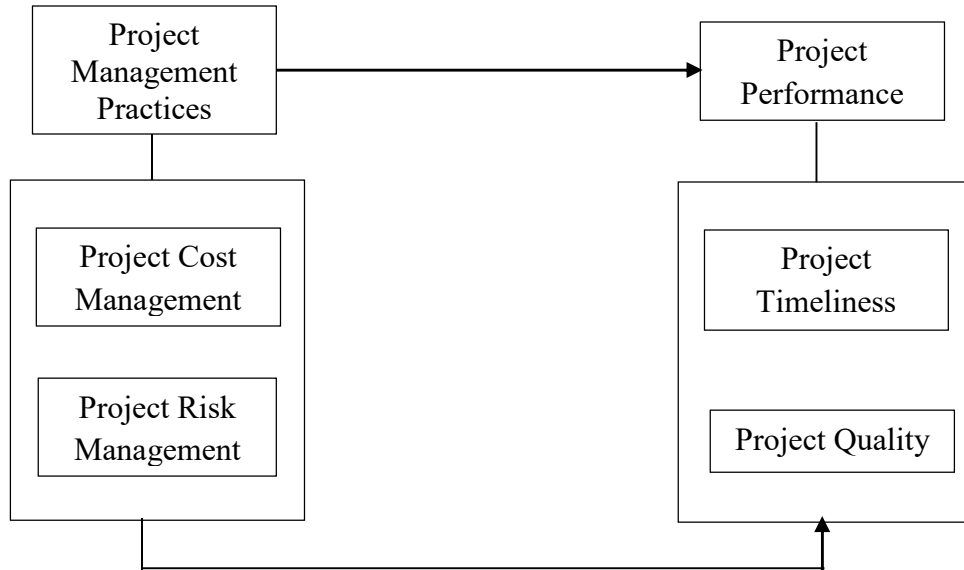 Project
Management
Practices
Project
Performance
Project Cost
Management
Project
Timeliness
Project Risk
Management
Project Quality